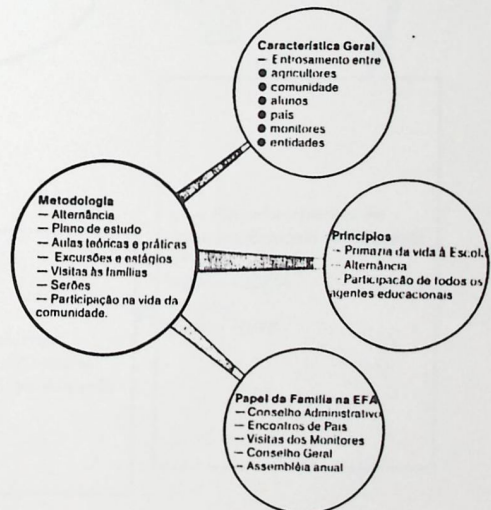 Característica Geral
— Entrosamento entre
● agricultores
● comunidade
● alunos
● pais
● monitores
● entidades
Metodologia
— Alternância
— Plano de estudo
— Aulas teóricas e práticas
— Excursões e estágios
— Visitas às famílias
— Serões
— Participação na vida da
comunidade.
Princípios
— Primazia da vida à Escol
— Alternância
- Participação de todos os
agentes educacionais
Papel da Família na EFA
— Conselho Administrativo
— Encontros de Pais
— Visitas dos Monitores
— Conselho Geral
— Assembléia anual